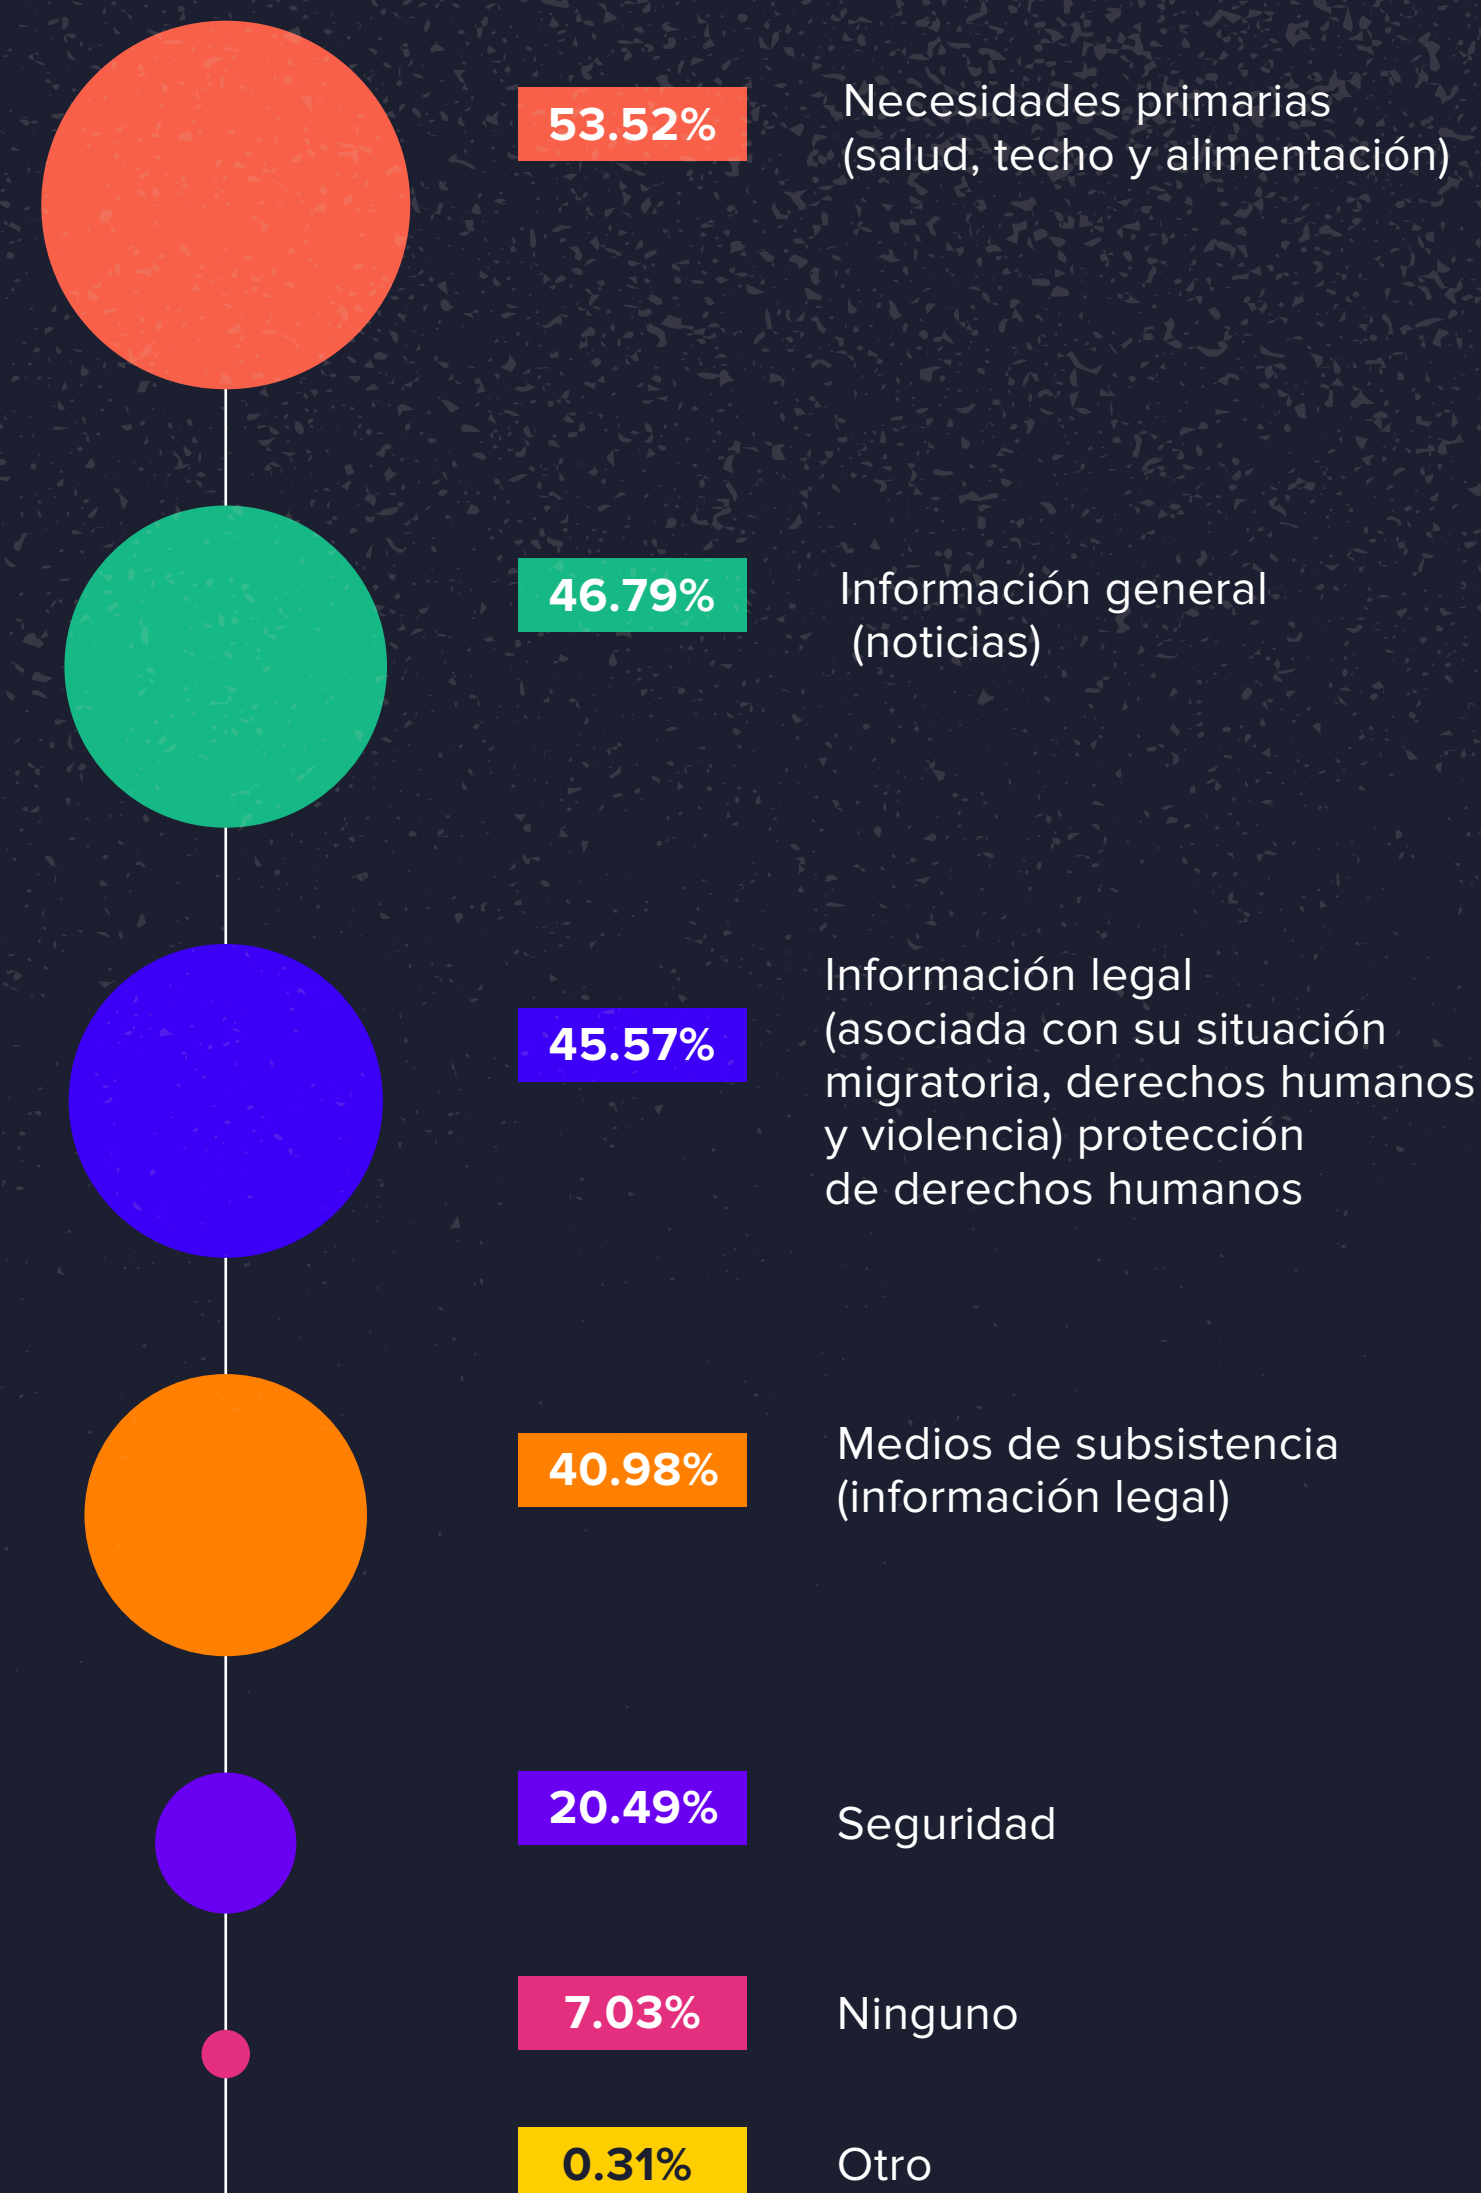 53.52%
Necesidades primarias
(salud, techo y alimentación)
46.79%
Información general
(noticias)
45.57%
Información legal
(asociada con su situación
migratoria, derechos humanos
y violencia) protección
de derechos humanos
40.98%
Medios de subsistencia
(información legal)
20.49%
Seguridad
7.03%
Ninguno
0.31%
Otro